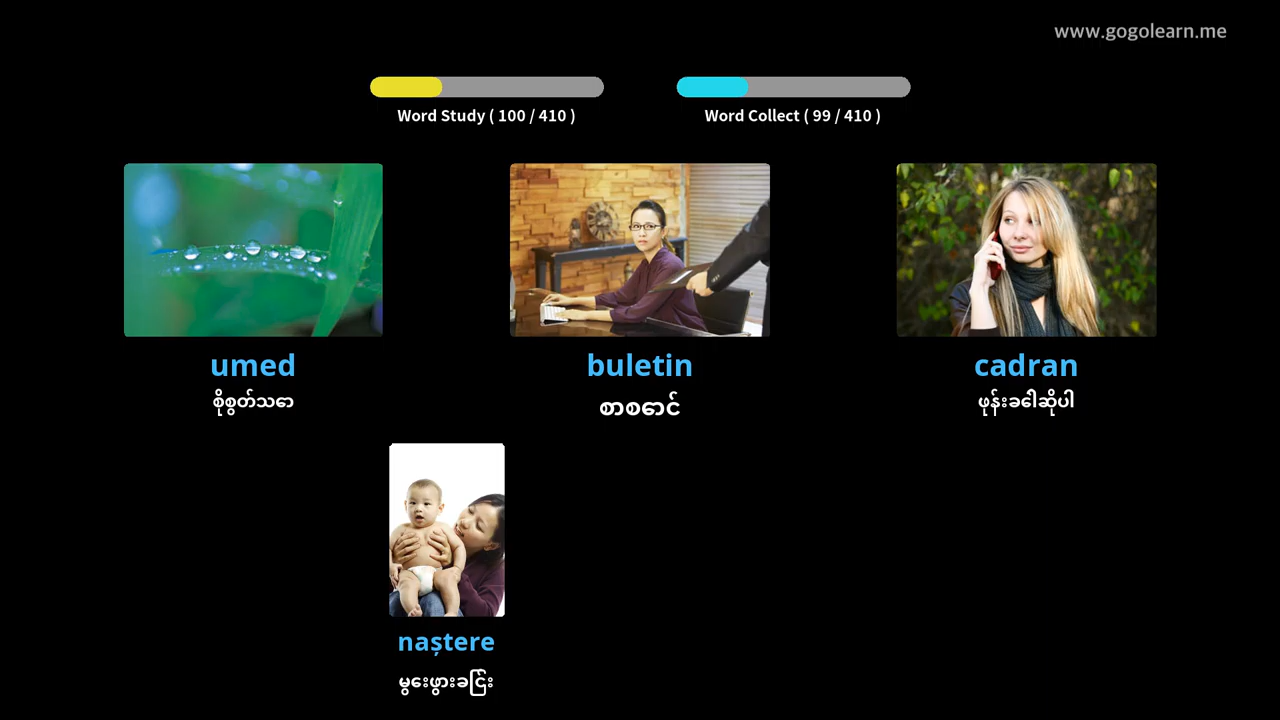 www.gogolearn.me
Word Study ( 100 / 410 )
Word Collect ( 99 / 410 )
umed
စိုစွတ်သော
buletin
စာစောင်
cadran
ဖုန်းခေါ်ဆိုပါ
naștere
မွေးဖွားခြင်း